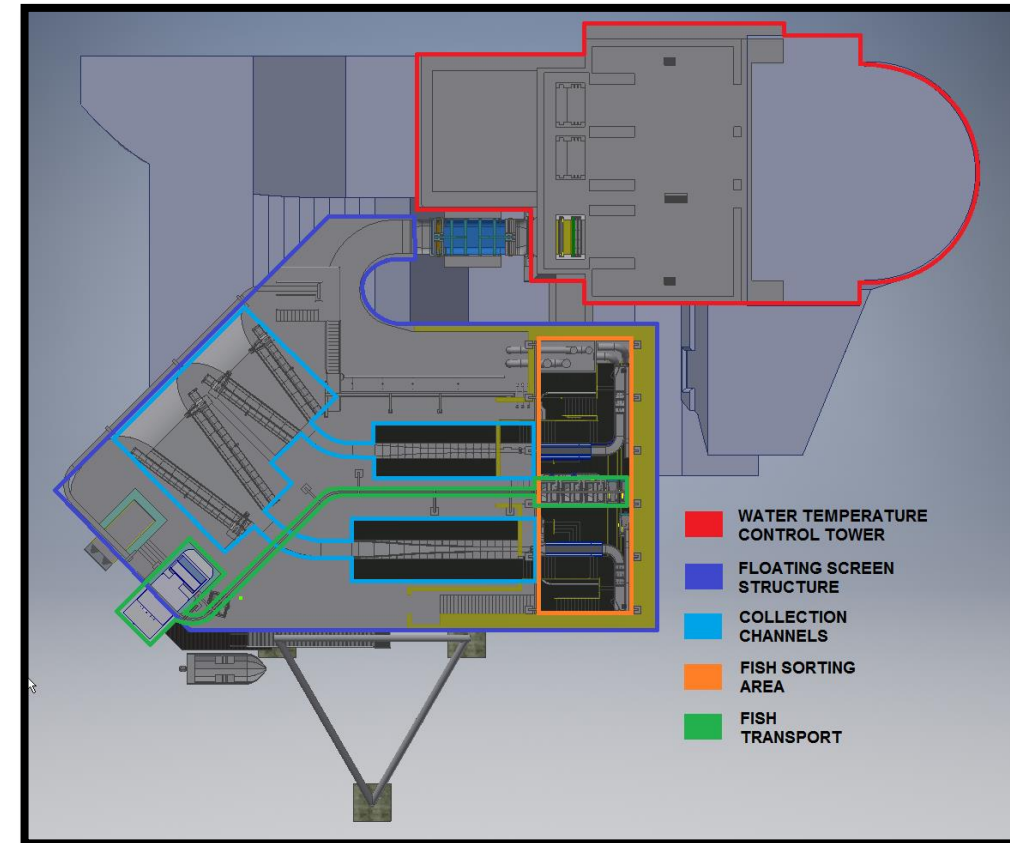 WATER TEMPERATURE
CONTROL TOWER
FLOATING SCREEN
STRUCTURE
COLLECTION
CHANNELS
FISH SORTING
AREA
FISH
TRANSPORT